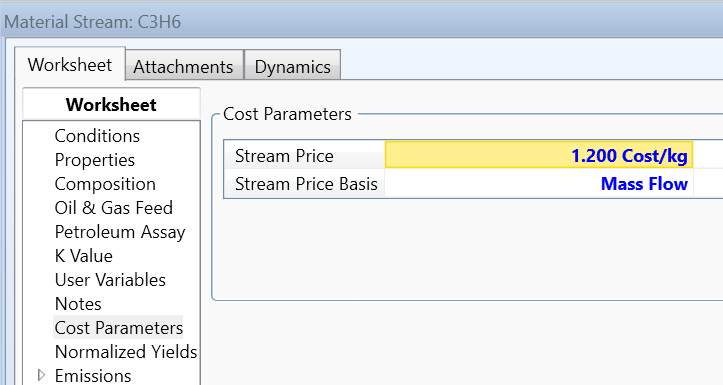 Material Stream: C3H6
Worksheet Attachments Dynamics
Worksheet
Conditions
Properties
Composition
Oil & Gas Feed
Petroleum Assay
K Value
User Variables
Notes
Cost Parameters
Normalized Yields
Emissions
Cost Parameters
Stream Price 1.200 Cost/kg
Stream Price Basis Mass Flow